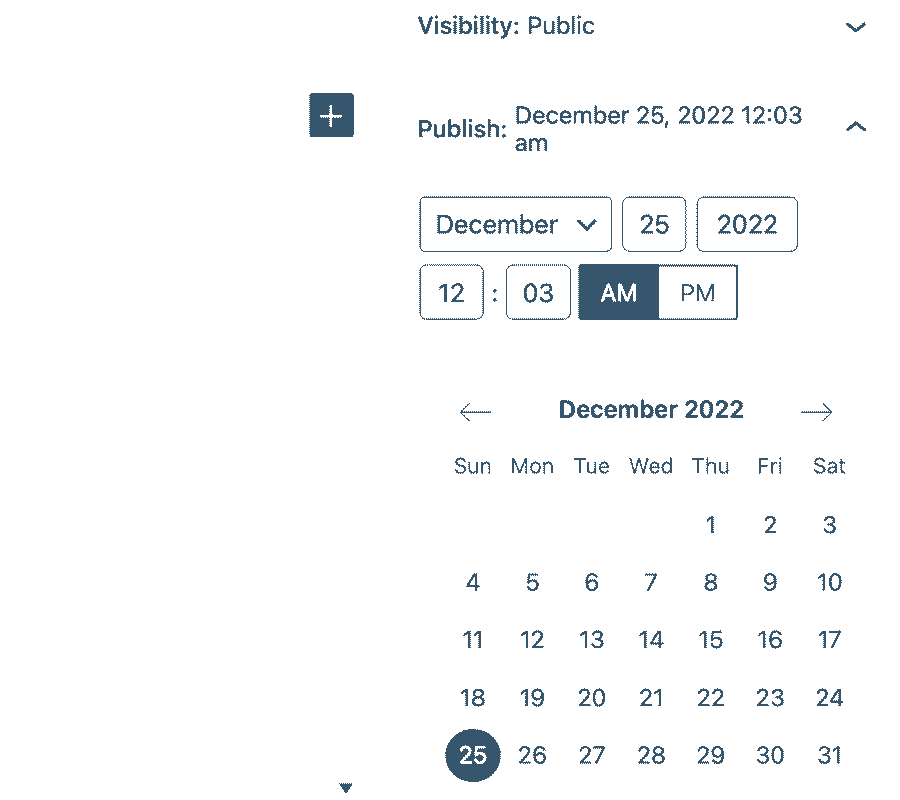 Visibility: Public
Publish: December 25, 2022 12:03
am
December 25 2022
12 : 03 AM PM
December 2022
Sun Mon Tue Wed Thu Fri Sat
1 2 3
4 5 6 7 8 9 10
11 12 13 14 15 16 17
18 19 20 21 22 23 24
25 26 27 28 29 30 31